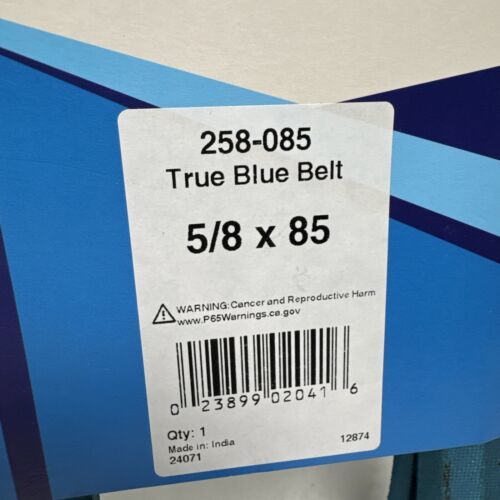 258-085
True Blue Belt
5/8 x 85
WARNING: Cancer and Reproductive Harm
www.P65Warnings.ca.gov
0 23899 02041 6
Qty: 1
Made in: India
24071 12874